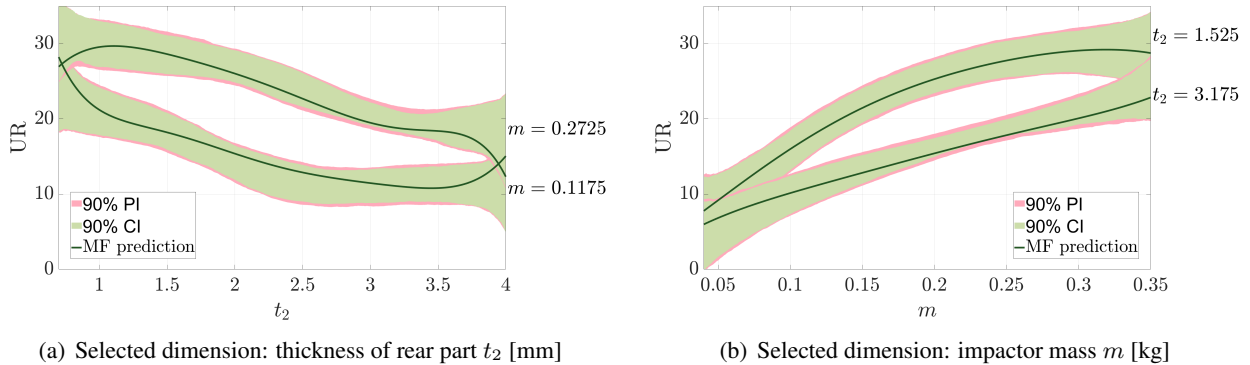 30
20
10
0
UR
m = 0.2725
m = 0.1175
90% PI
90% CI
MF prediction
1 1.5 2 2.5 3 3.5 4
t₂
(a) Selected dimension: thickness of rear part t₂ [mm]
30
20
10
0
UR
t₂ = 1.525
t₂ = 3.175
90% PI
90% CI
MF prediction
0.05 0.1 0.15 0.2 0.25 0.3 0.35
m
(b) Selected dimension: impactor mass m [kg]